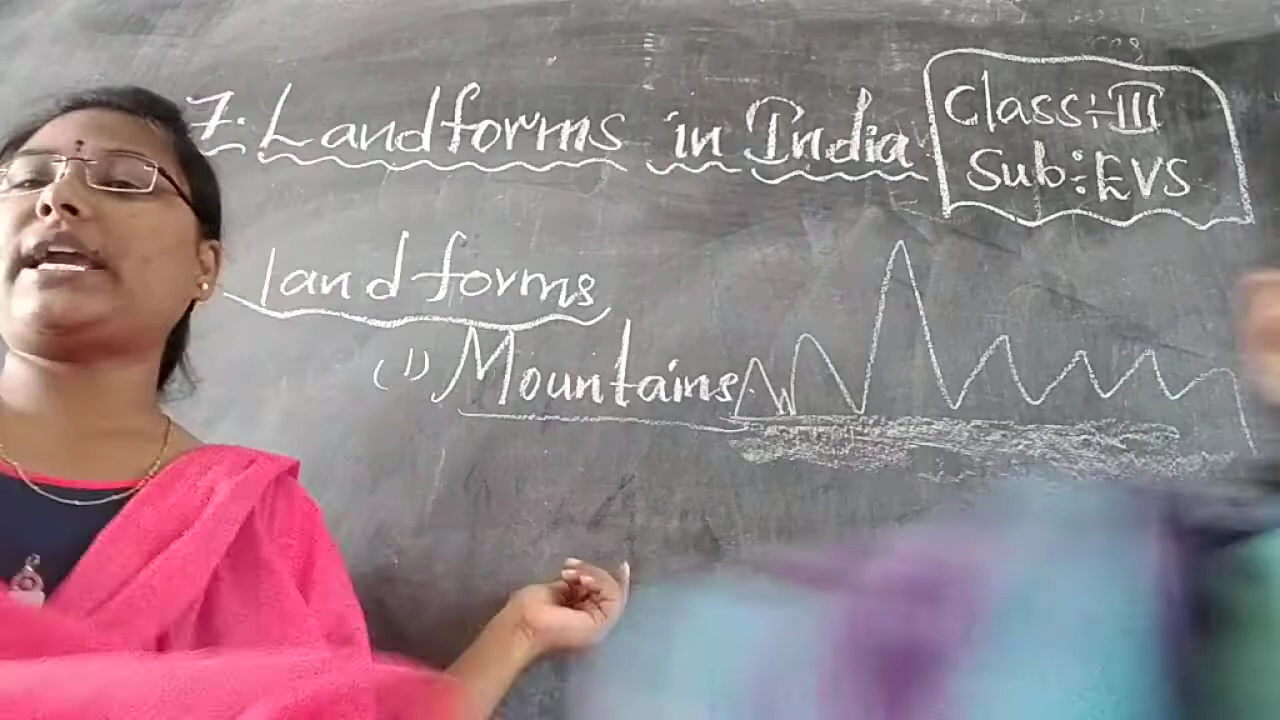 7. Landforms in India
Class:-III
Sub:EVS
landforms
(1) Mountains